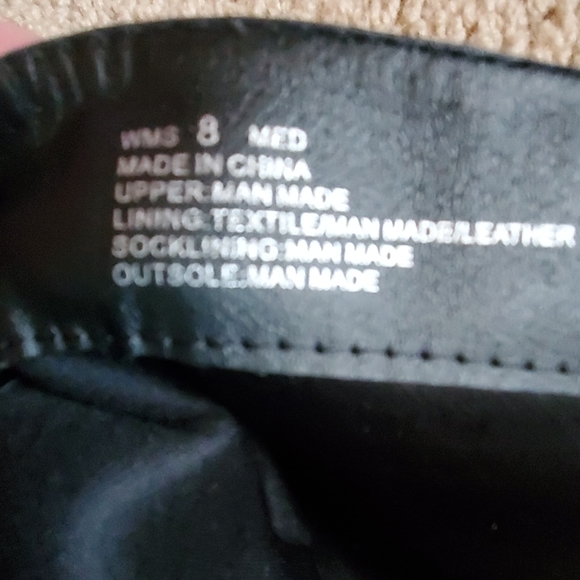 WMS 8 MED
MADE IN CHINA
UPPER:MAN MADE
LINING:TEXTILE/MAN MADE/LEATHER
SOCKLINING:MAN MADE
OUTSOLE:MAN MADE